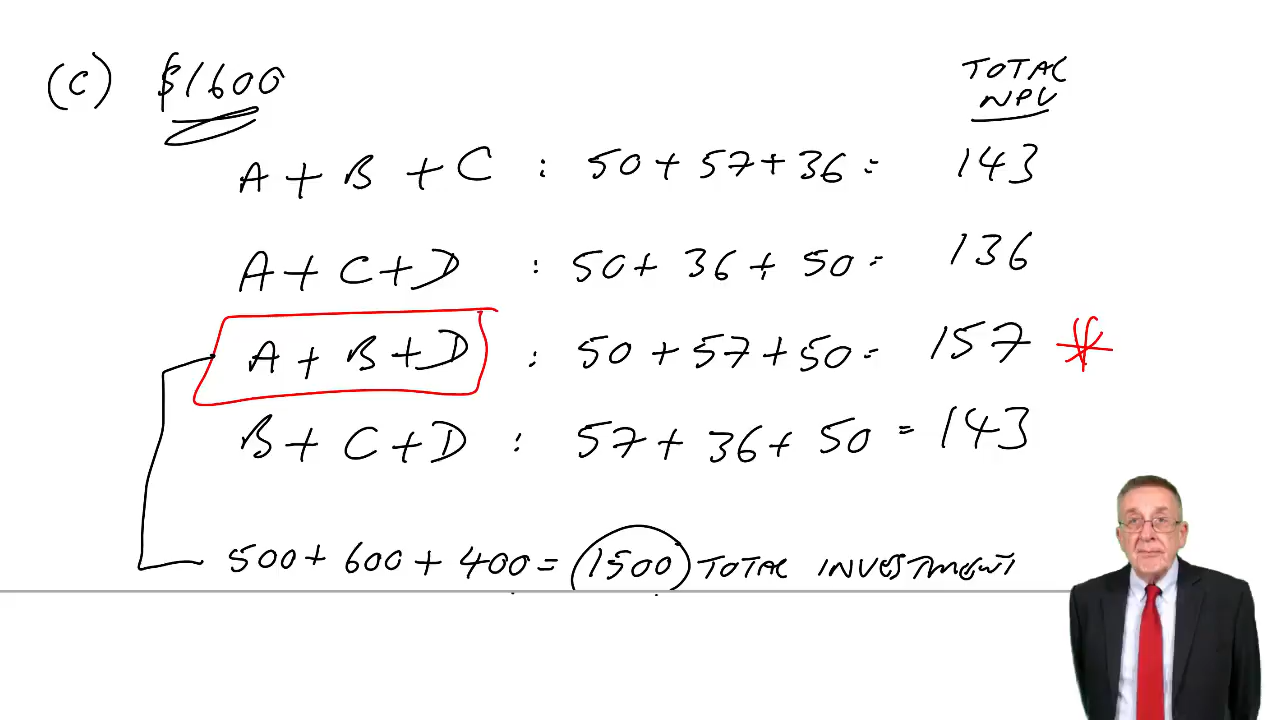 (C) $1600
TOTAL
NPV
A + B + C : 50 + 57 + 36 = 143
A + C + D : 50 + 36 + 50 = 136
A + B + D : 50 + 57 + 50 = 157 *
B + C + D : 57 + 36 + 50 = 143
500 + 600 + 400 = 1500 TOTAL INVESTMENT